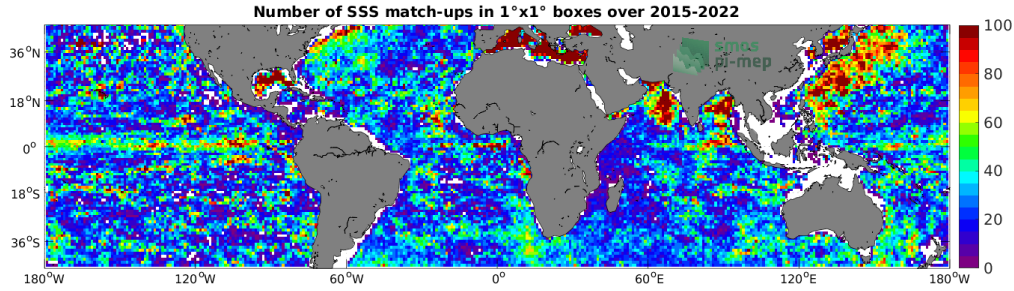 Number of SSS match-ups in 1°x1° boxes over 2015-2022
36°N
18°N
0°
18°S
36°S
180°W 120°W 60°W 0° 60°E 120°E 180°W
smos
pi-mep
100
80
60
40
20
0